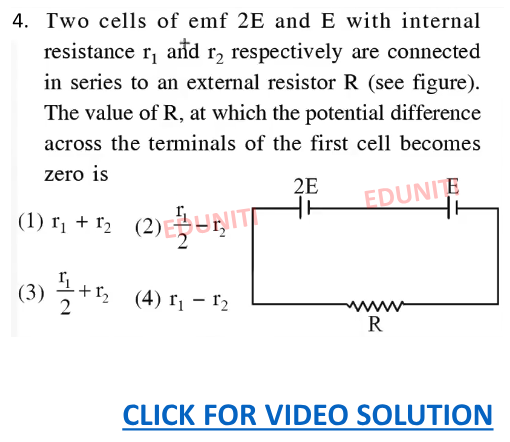 4. Two cells of emf 2E and E with internal
resistance r₁ and r₂ respectively are connected
in series to an external resistor R (see figure).
The value of R, at which the potential difference
across the terminals of the first cell becomes
zero is
(1) r₁ + r₂ (2) r₁/2 − r₂
(3) r₁/2 + r₂ (4) r₁ − r₂
2E
E
R
EDUNITI
EDUNITI
CLICK FOR VIDEO SOLUTION